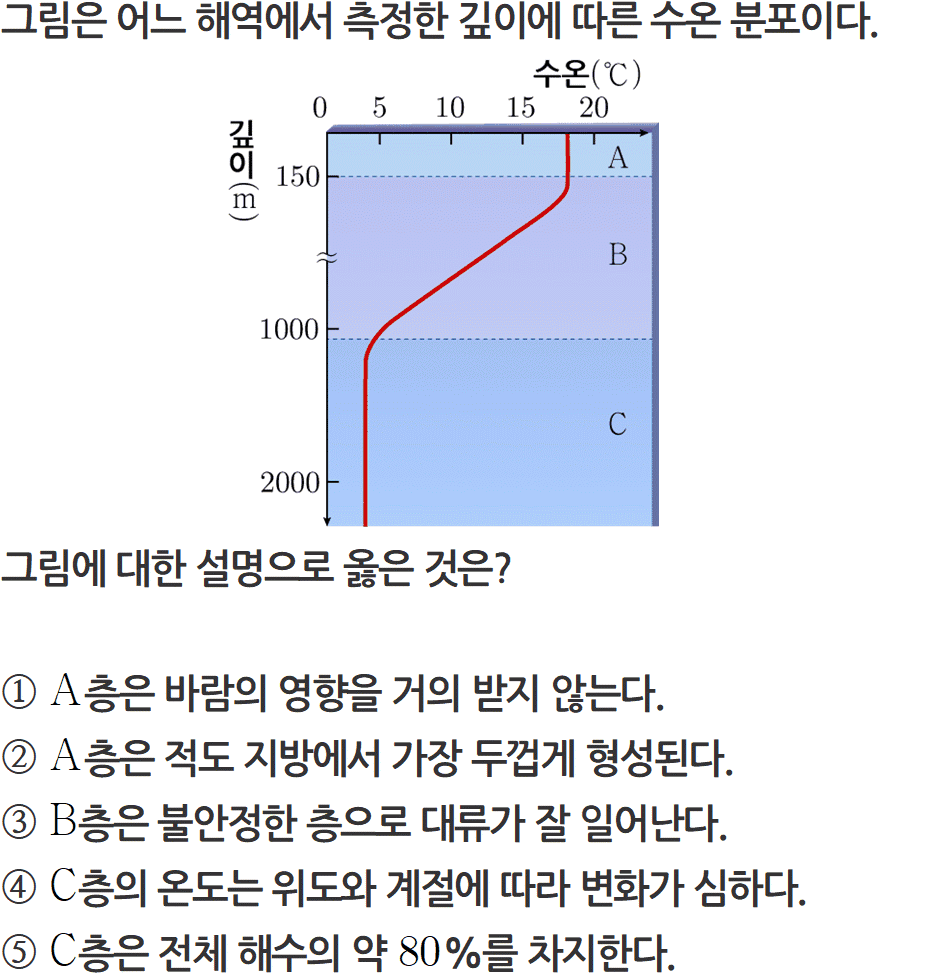 그림은 어느 해역에서 측정한 깊이에 따른 수온 분포이다.
수온(℃)
0 5 10 15 20
깊이(m)
A
150
B
1000
C
2000
그림에 대한 설명으로 옳은 것은?
① A층은 바람의 영향을 거의 받지 않는다.
② A층은 적도 지방에서 가장 두껍게 형성된다.
③ B층은 불안정한 층으로 대류가 잘 일어난다.
④ C층의 온도는 위도와 계절에 따라 변화가 심하다.
⑤ C층은 전체 해수의 약 80%를 차지한다.